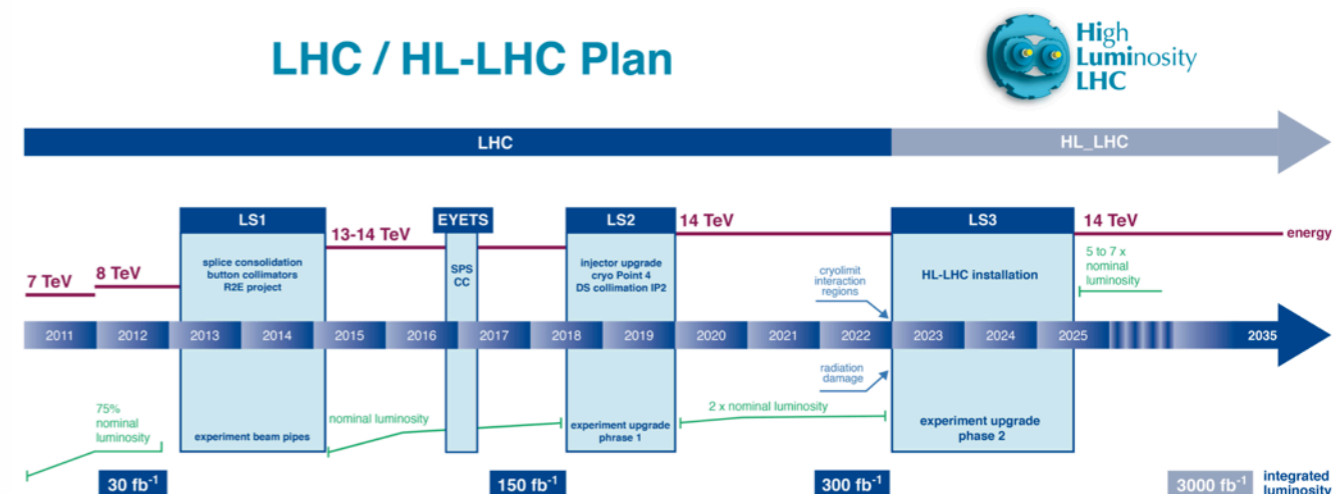 LHC / HL-LHC Plan
High
Luminosity
LHC
LHC
HL_LHC
LS1
EYETS
LS2
LS3
7 TeV
8 TeV
13-14 TeV
14 TeV
14 TeV
energy
splice consolidation
button collimators
R2E project
SPS
CC
injector upgrade
cryo Point 4
DS collimation IP2
cryolimit
interaction
regions
HL-LHC installation
5 to 7 x
nominal
luminosity
2011 2012 2013 2014 2015 2016 2017 2018 2019 2020 2021 2022 2023 2024 2025 2035
75%
nominal
luminosity
experiment beam pipes
nominal luminosity
experiment upgrade
phrase 1
2 x nominal luminosity
radiation
damage
experiment upgrade
phase 2
30 fb⁻¹
150 fb⁻¹
300 fb⁻¹
3000 fb⁻¹
integrated
luminosity